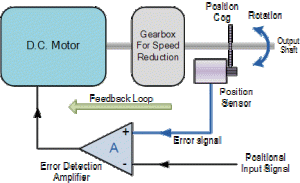 Position
Cog
Rotation
D.C. Motor
Gearbox
For Speed
Reduction
Output
Shaft
Feedback Loop
Position
Sensor
+
Error signal
A
-
Error Detection
Amplifier
Positional
Input Signal